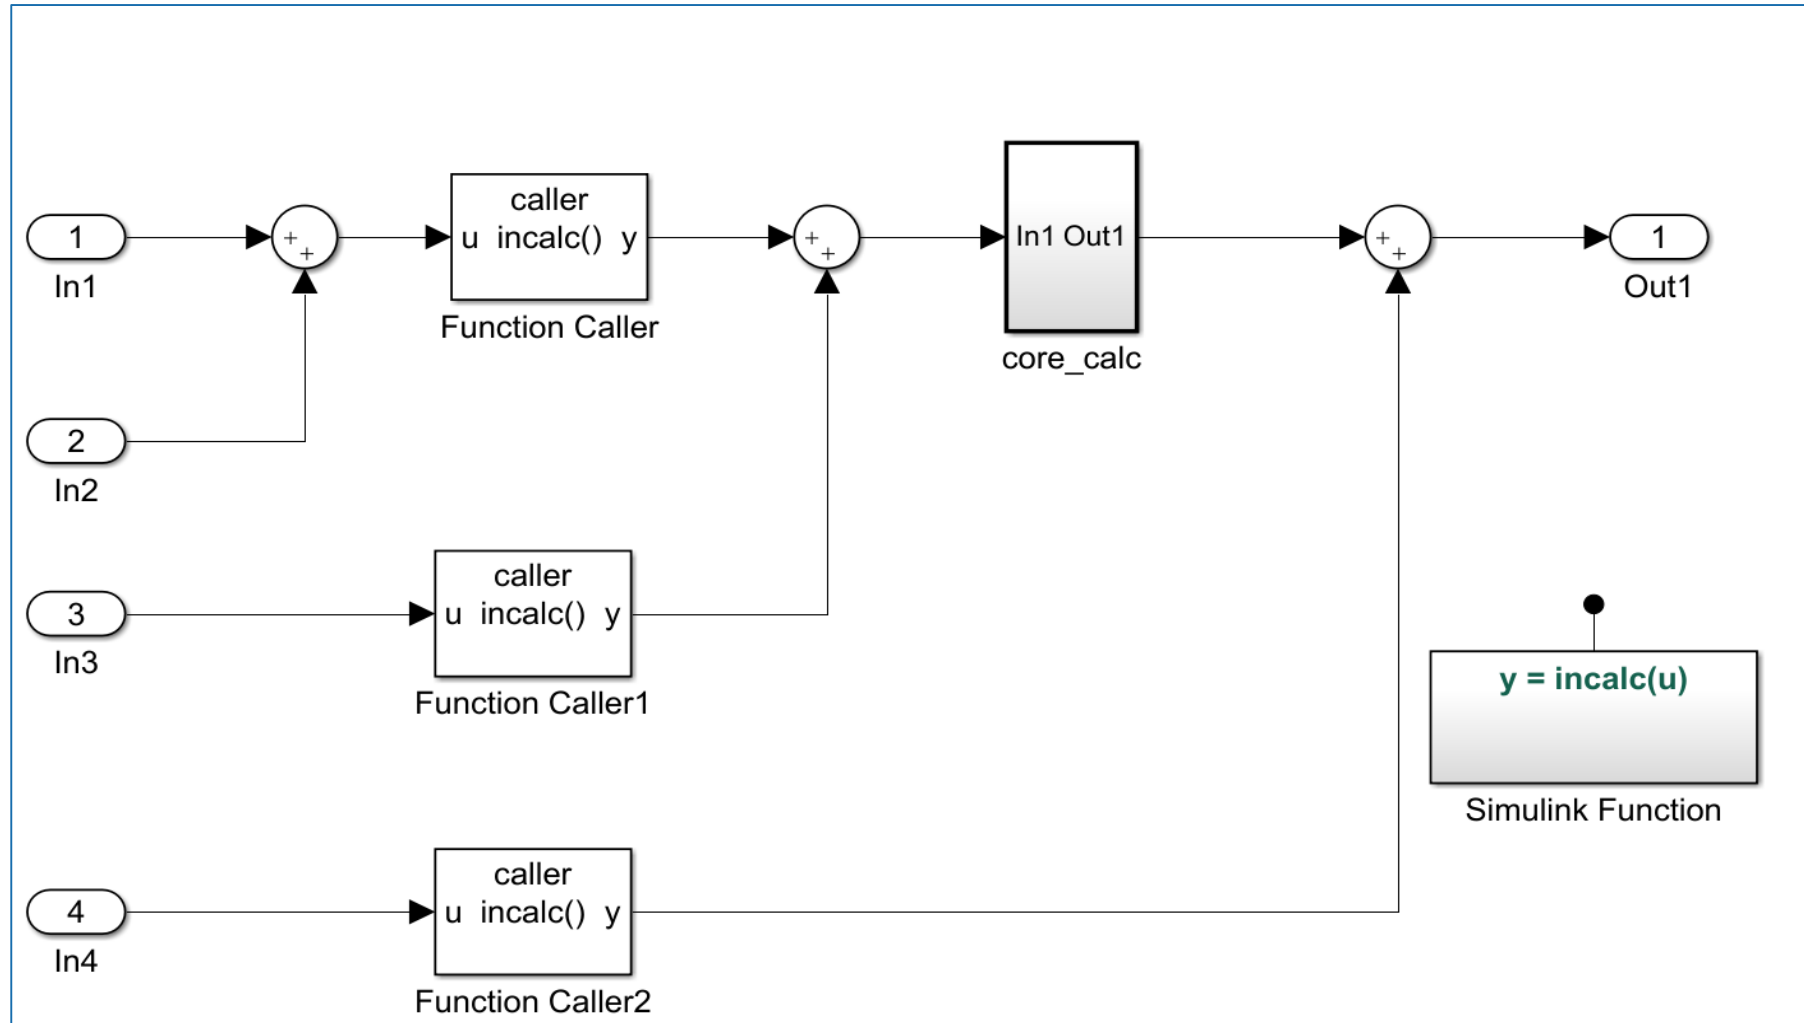 1
In1
+
+
caller
u incalc() y
Function Caller
+
+
In1 Out1
core_calc
+
+
1
Out1
2
In2
3
In3
caller
u incalc() y
Function Caller1
y = incalc(u)
Simulink Function
4
In4
caller
u incalc() y
Function Caller2